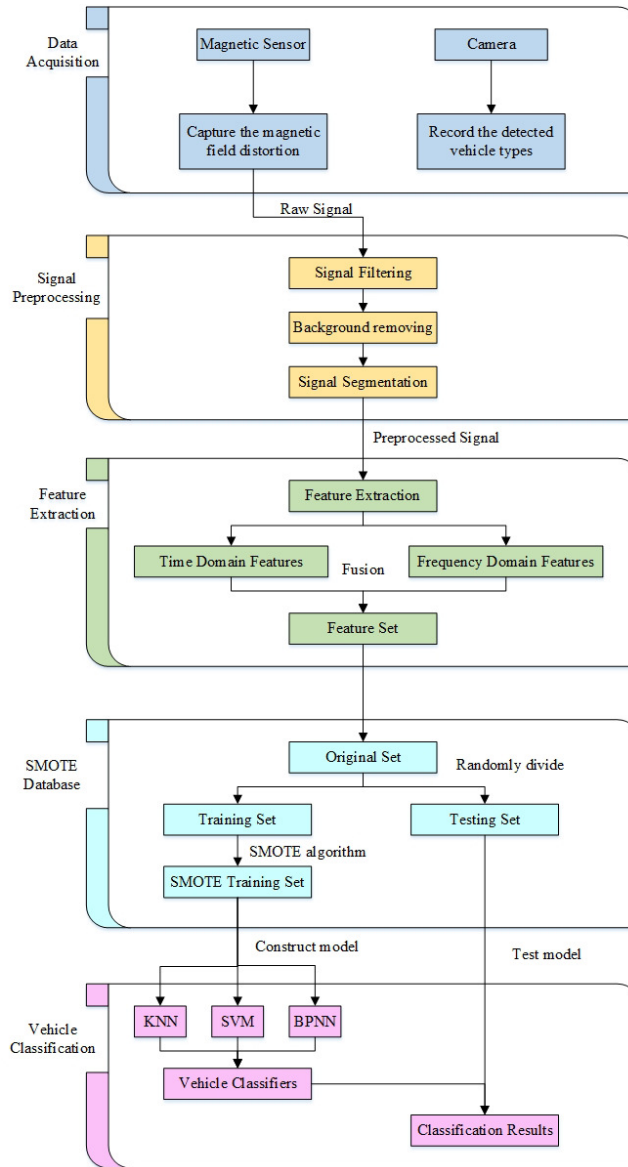 Data
Acquisition
Magnetic Sensor
Camera
Capture the magnetic
field distortion
Record the detected
vehicle types
Raw Signal
Signal
Preprocessing
Signal Filtering
Background removing
Signal Segmentation
Preprocessed Signal
Feature
Extraction
Feature Extraction
Time Domain Features
Frequency Domain Features
Fusion
Feature Set
SMOTE
Database
Original Set
Randomly divide
Training Set
Testing Set
SMOTE algorithm
SMOTE Training Set
Construct model
Test model
Vehicle
Classification
KNN
SVM
BPNN
Vehicle Classifiers
Classification Results